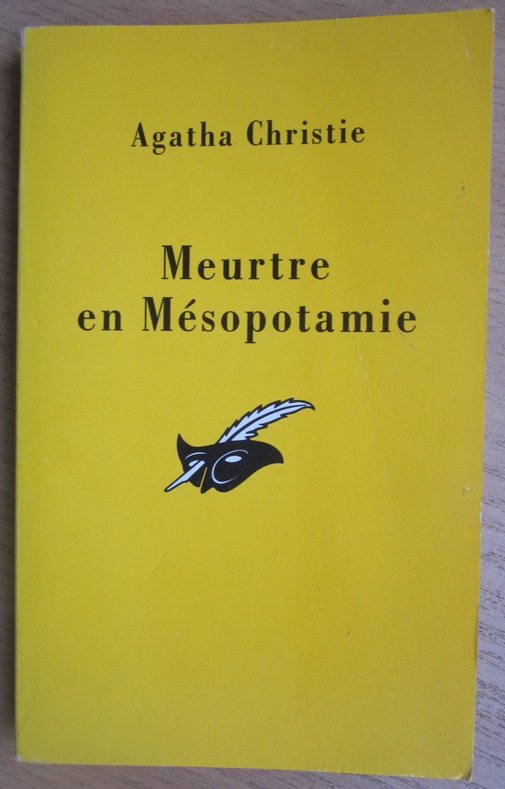 Agatha Christie
Meurtre
en Mésopotamie